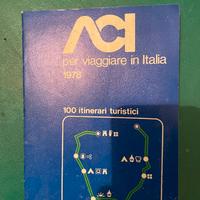 ACI
per viaggiare in Italia
1978
100 itinerari turistici